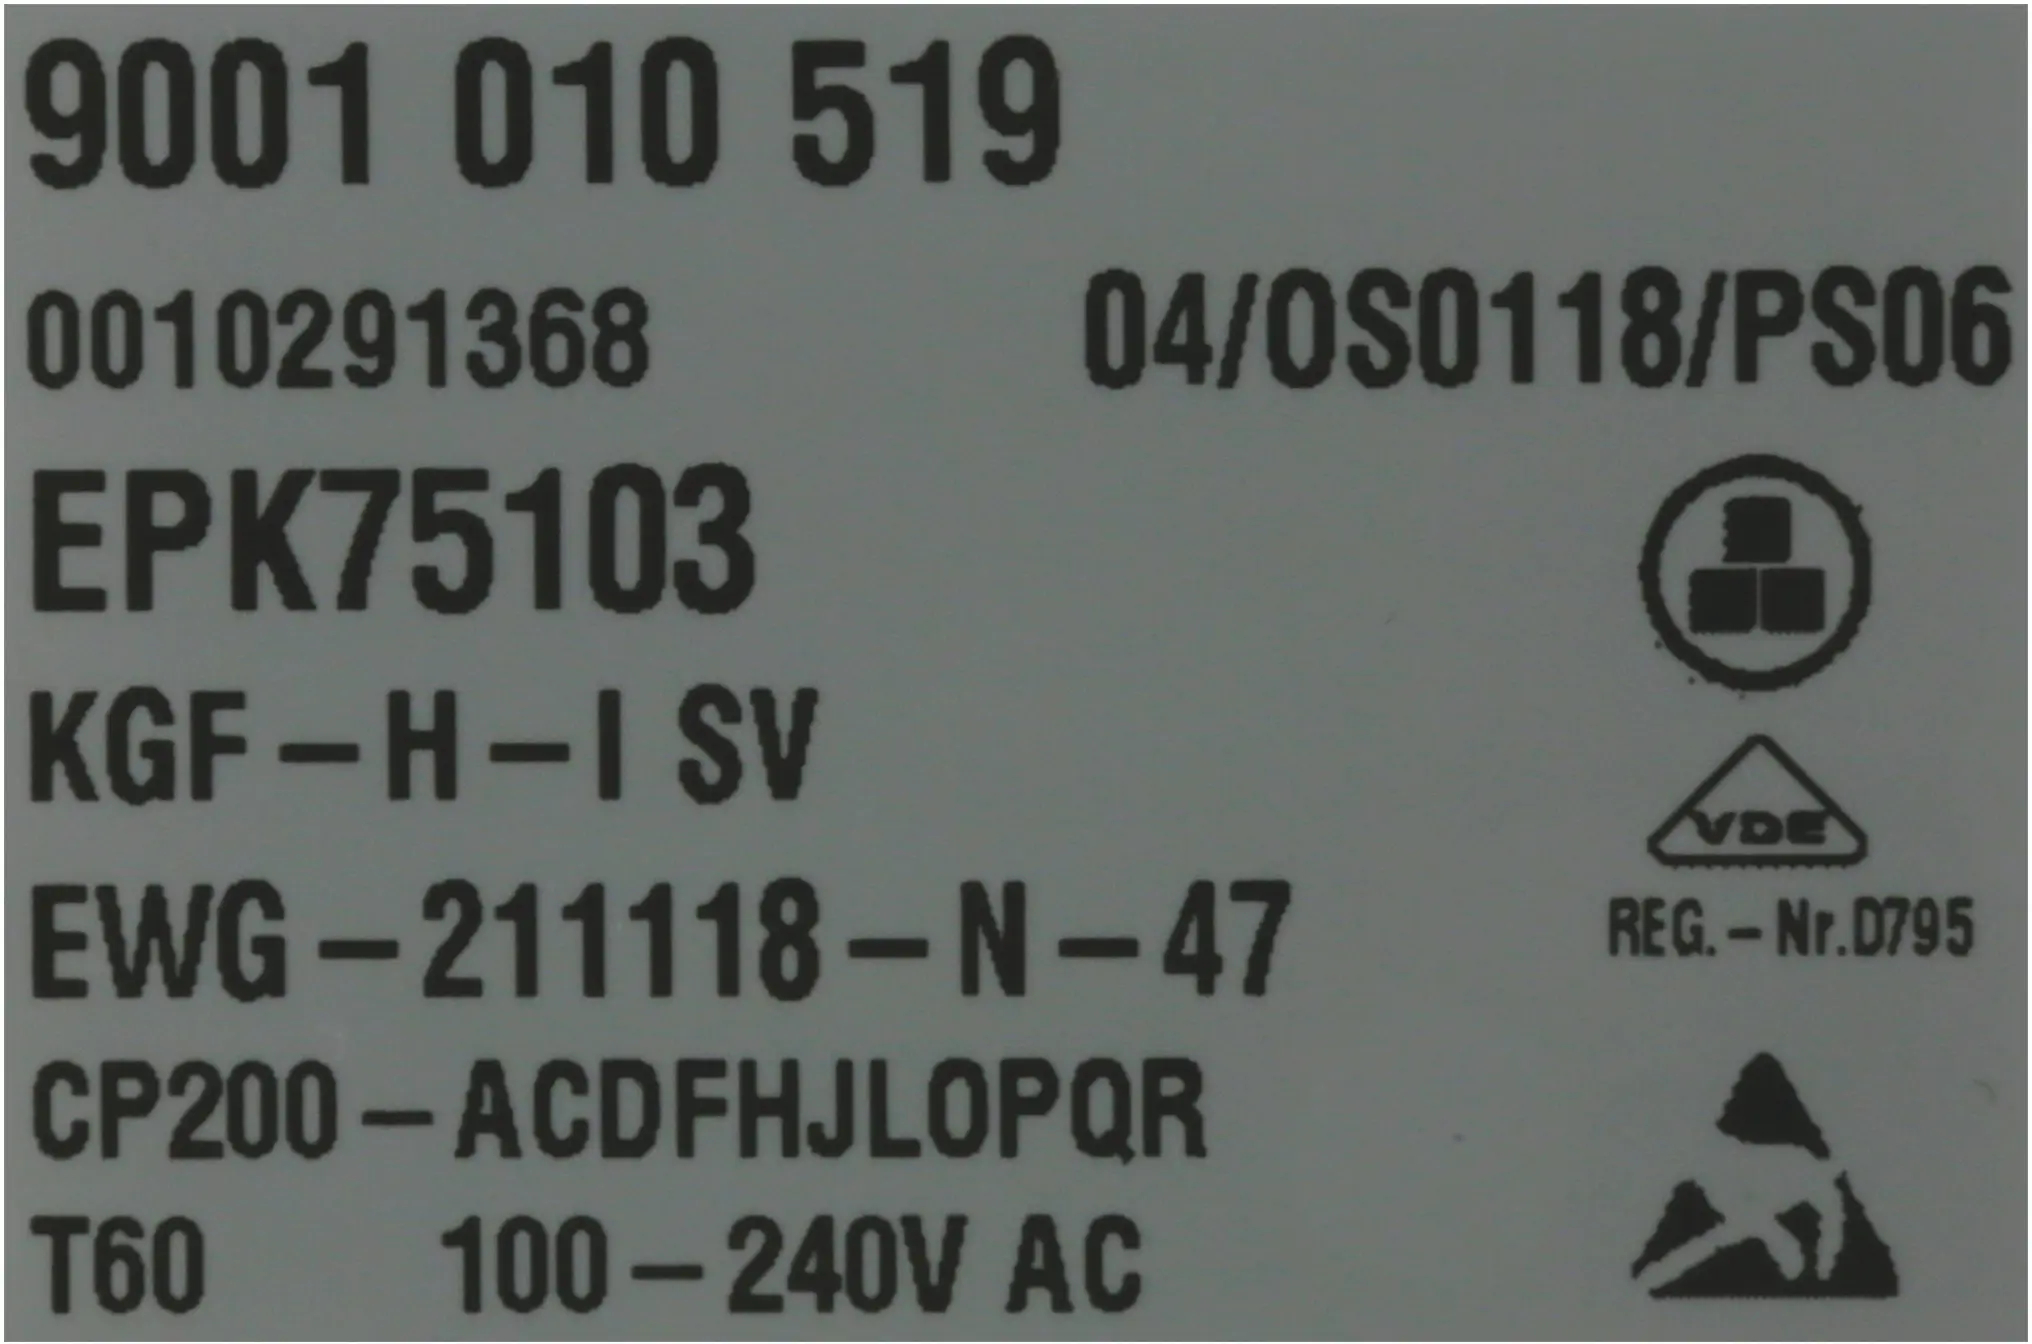 9001 010 519
0010291368 04/OS0118/PS06
EPK75103
KGF-H-I SV
VDE
EWG-211118-N-47
REG.-Nr.D795
CP200-ACDFHJLOPQR
T60 100-240V AC